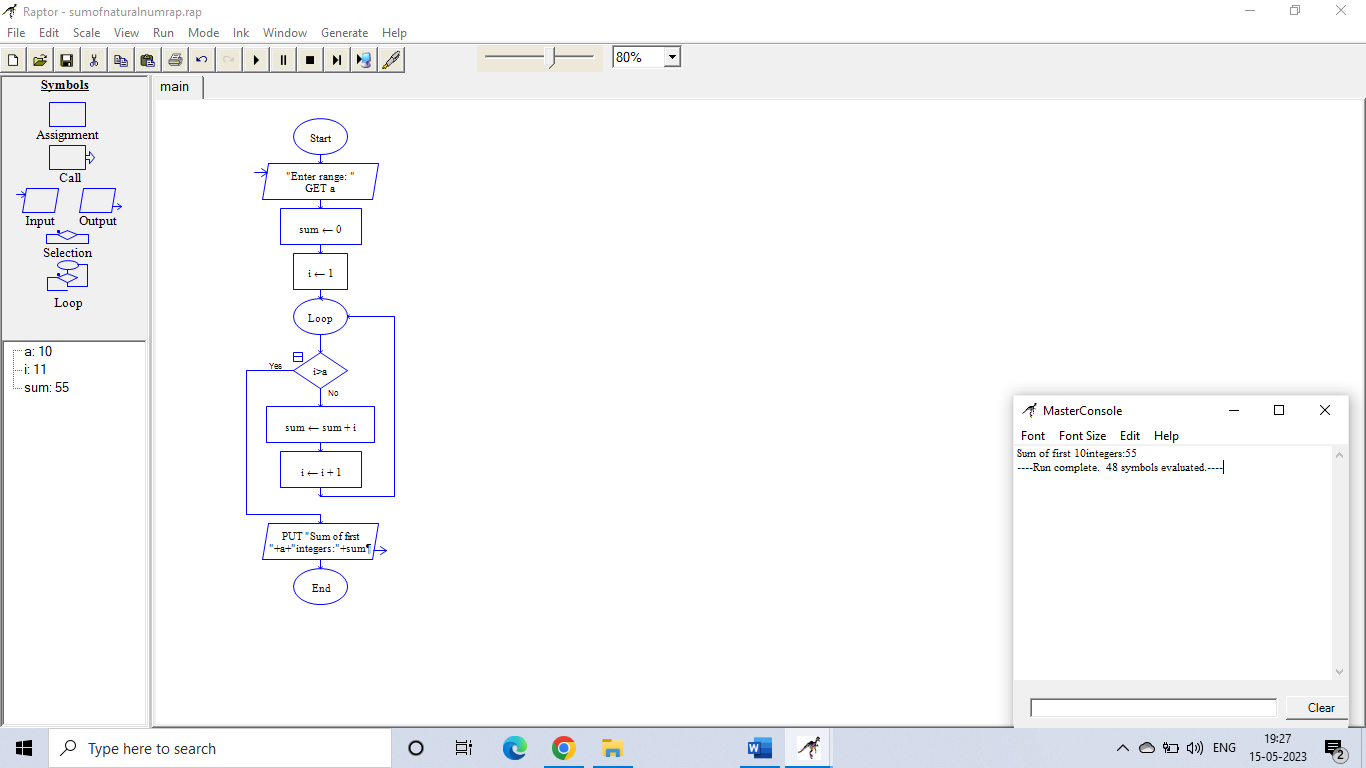 Raptor - sumofnaturalnumrap.rap
File Edit Scale View Run Mode Ink Window Generate Help
80%
Symbols
Assignment
Call
Input Output
Selection
Loop
a: 10
i: 11
sum: 55
main
Start
"Enter range: "
GET a
sum ← 0
i ← 1
Loop
Yes
i>a
No
sum ← sum + i
i ← i + 1
PUT "Sum of first
"+a+"integers:"+sum¶
End
MasterConsole
Font Font Size Edit Help
Sum of first 10integers:55
----Run complete.  48 symbols evaluated.----
Clear
Type here to search
W
ENG
19:27
15-05-2023
2